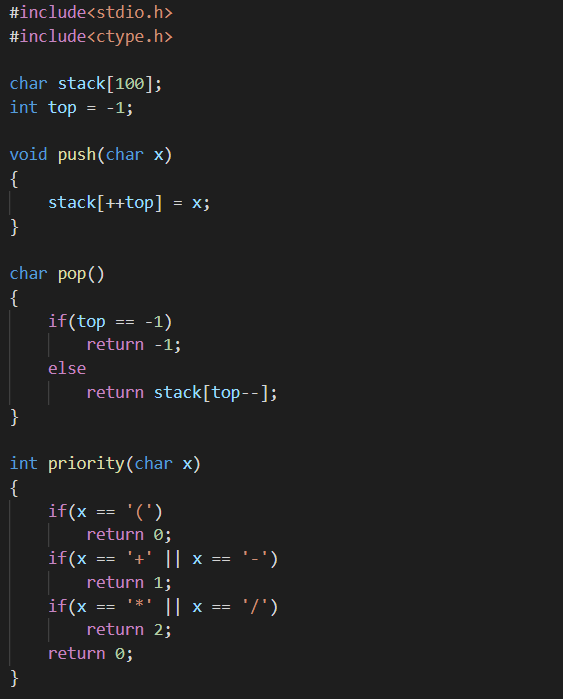 #include<stdio.h>
#include<ctype.h>

char stack[100];
int top = -1;

void push(char x)
{
    stack[++top] = x;
}

char pop()
{
    if(top == -1)
        return -1;
    else
        return stack[top--];
}

int priority(char x)
{
    if(x == '(')
        return 0;
    if(x == '+' || x == '-')
        return 1;
    if(x == '*' || x == '/')
        return 2;
    return 0;
}